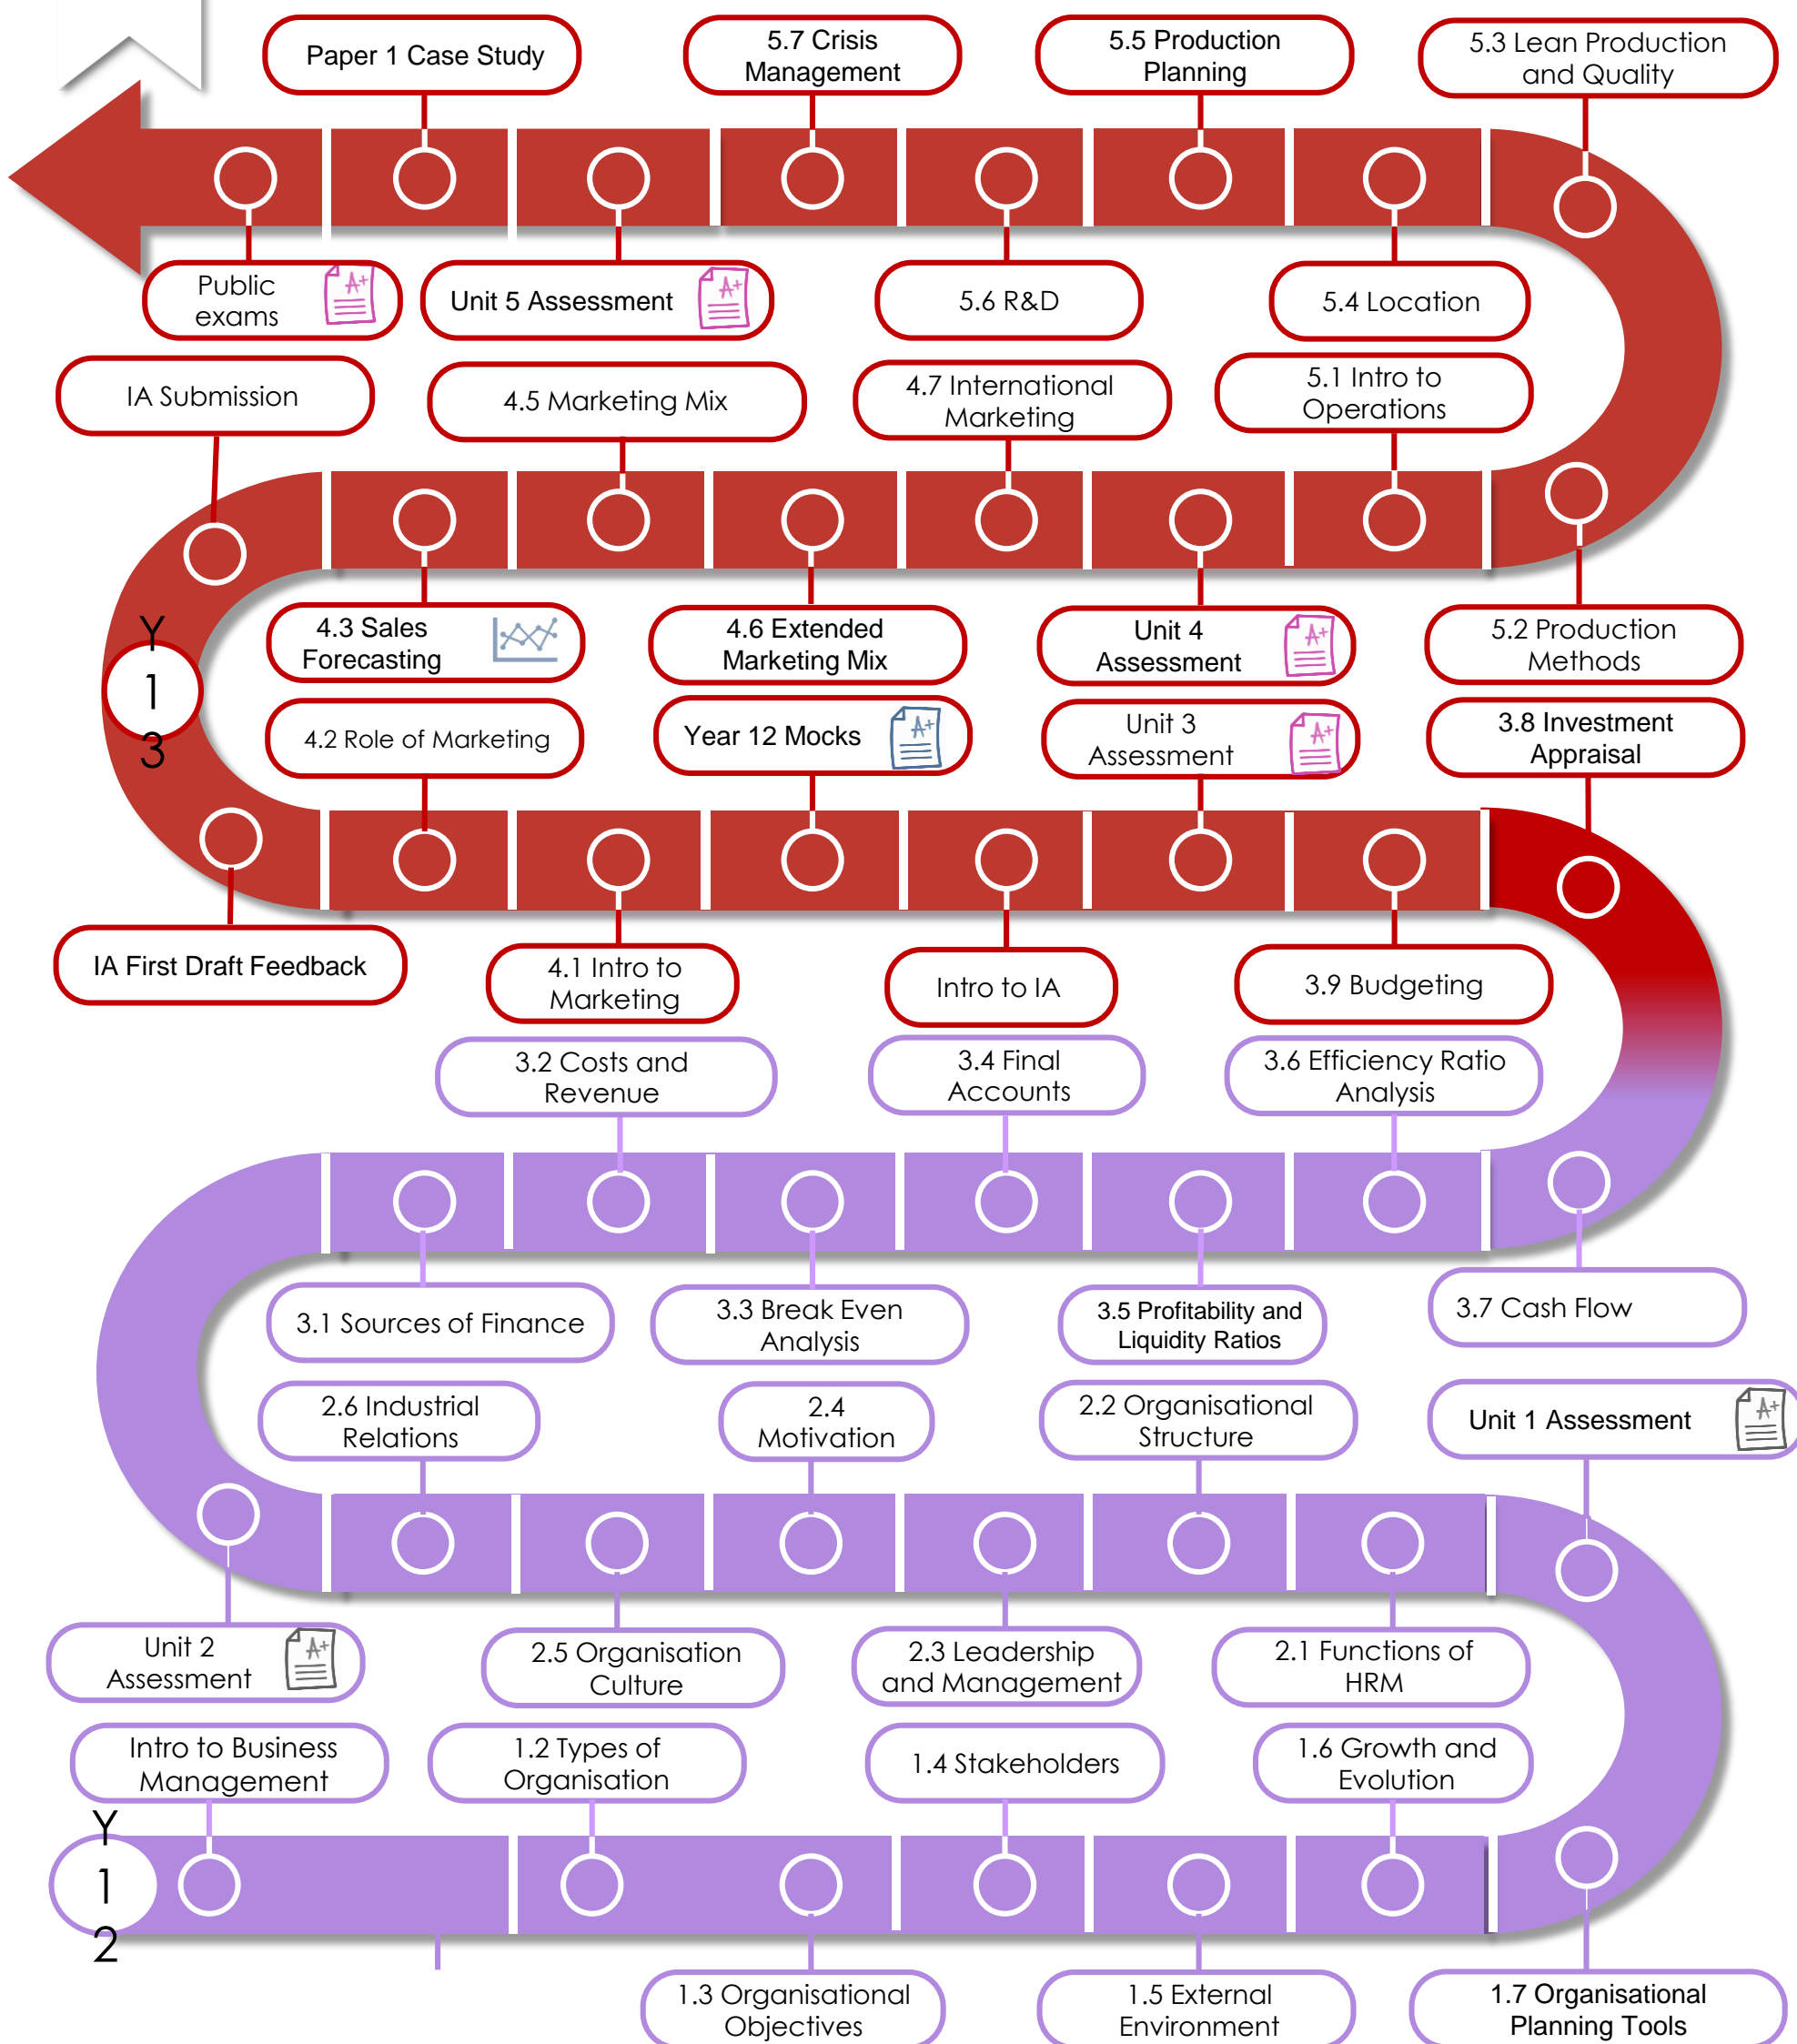 Paper 1 Case Study
5.7 Crisis
Management
5.5 Production
Planning
5.3 Lean Production
and Quality
Public
exams
A+
Unit 5 Assessment
A+
5.6 R&D
5.4 Location
IA Submission
4.5 Marketing Mix
4.7 International
Marketing
5.1 Intro to
Operations
Y
1
3
4.3 Sales
Forecasting
4.6 Extended
Marketing Mix
Unit 4
Assessment
A+
5.2 Production
Methods
4.2 Role of Marketing
Year 12 Mocks
A+
Unit 3
Assessment
A+
3.8 Investment
Appraisal
IA First Draft Feedback
4.1 Intro to
Marketing
Intro to IA
3.9 Budgeting
3.2 Costs and
Revenue
3.4 Final
Accounts
3.6 Efficiency Ratio
Analysis
3.1 Sources of Finance
3.3 Break Even
Analysis
3.5 Profitability and
Liquidity Ratios
3.7 Cash Flow
2.6 Industrial
Relations
2.4
Motivation
2.2 Organisational
Structure
Unit 1 Assessment
A+
Unit 2
Assessment
A+
2.5 Organisation
Culture
2.3 Leadership
and Management
2.1 Functions of
HRM
Intro to Business
Management
1.2 Types of
Organisation
1.4 Stakeholders
1.6 Growth and
Evolution
Y
1
2
1.3 Organisational
Objectives
1.5 External
Environment
1.7 Organisational
Planning Tools